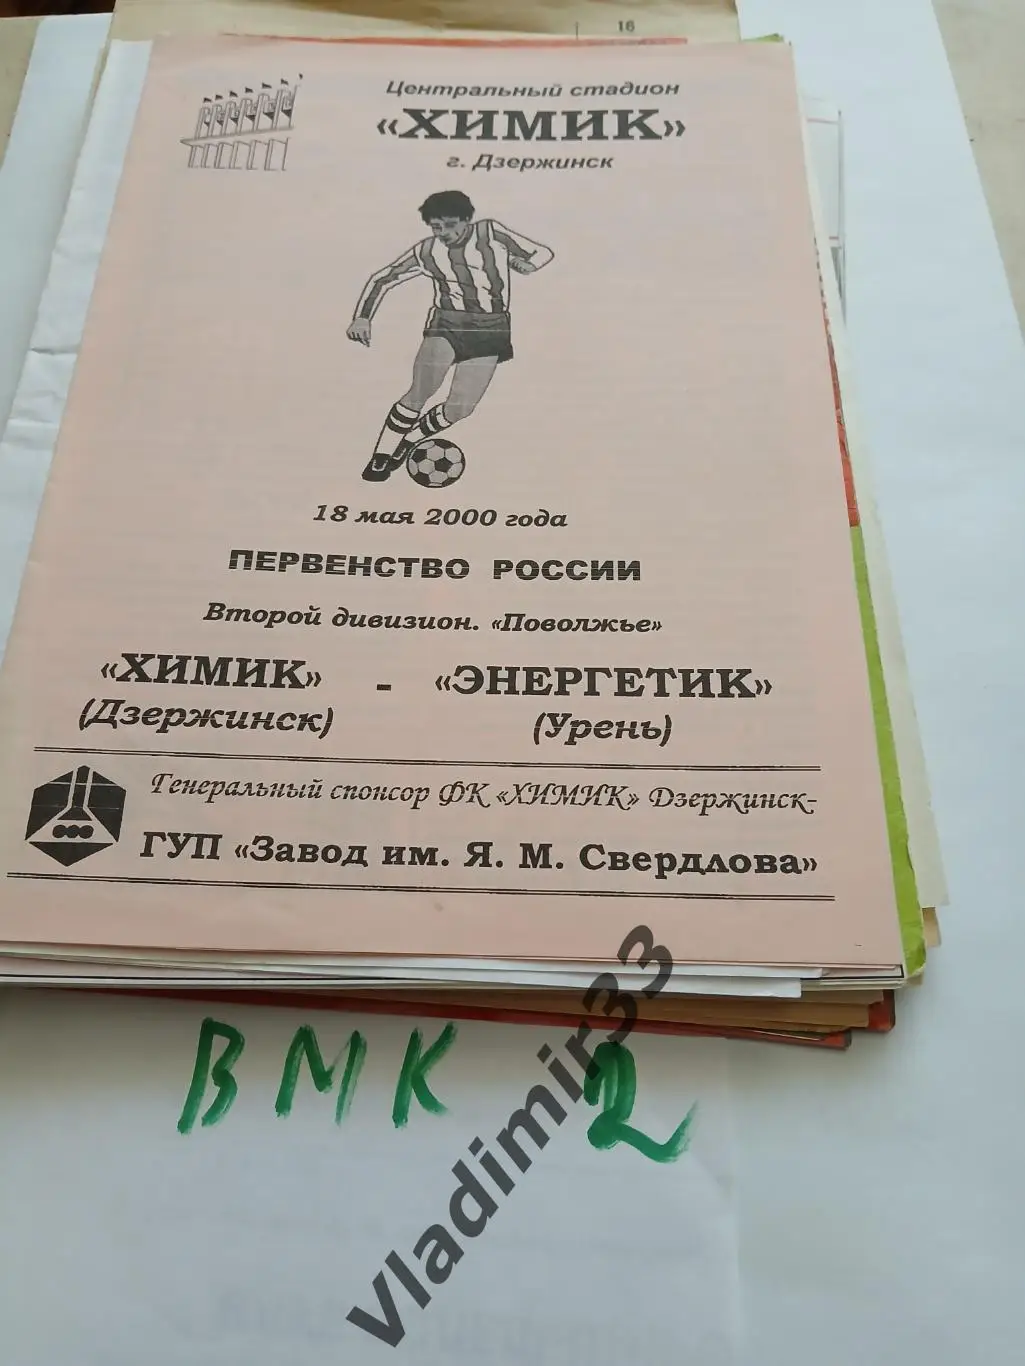 16
Центральный стадион
«ХИМИК»
г. Дзержинск
18 мая 2000 года
ПЕРВЕНСТВО РОССИИ
Второй дивизион. «Поволжье»
«ХИМИК» - «ЭНЕРГЕТИК»
(Дзержинск) (Урень)
Генеральный спонсор ФК «ХИМИК» Дзержинск-
ГУП «Завод им. Я. М. Свердлова»
ВМК 2
Vladimir33